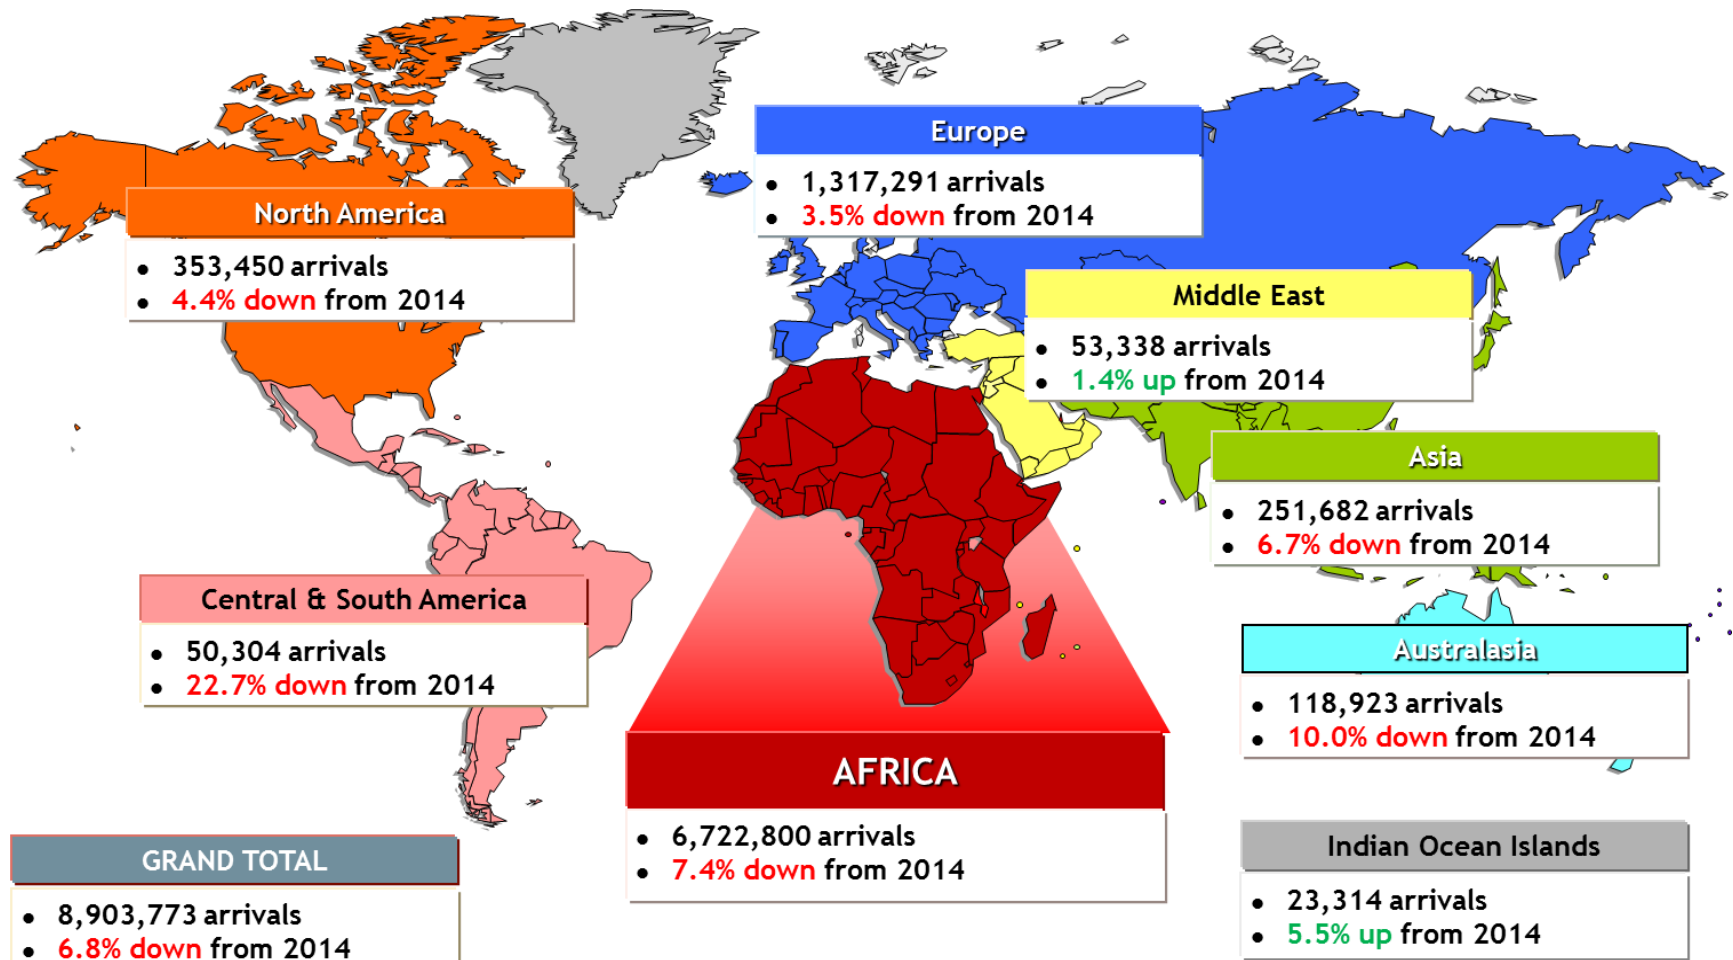 Europe
• 1,317,291 arrivals
• 3.5% down from 2014
North America
• 353,450 arrivals
• 4.4% down from 2014
Middle East
• 53,338 arrivals
• 1.4% up from 2014
Asia
• 251,682 arrivals
• 6.7% down from 2014
Central & South America
• 50,304 arrivals
• 22.7% down from 2014
Australasia
• 118,923 arrivals
• 10.0% down from 2014
AFRICA
• 6,722,800 arrivals
• 7.4% down from 2014
Indian Ocean Islands
• 23,314 arrivals
• 5.5% up from 2014
GRAND TOTAL
• 8,903,773 arrivals
• 6.8% down from 2014